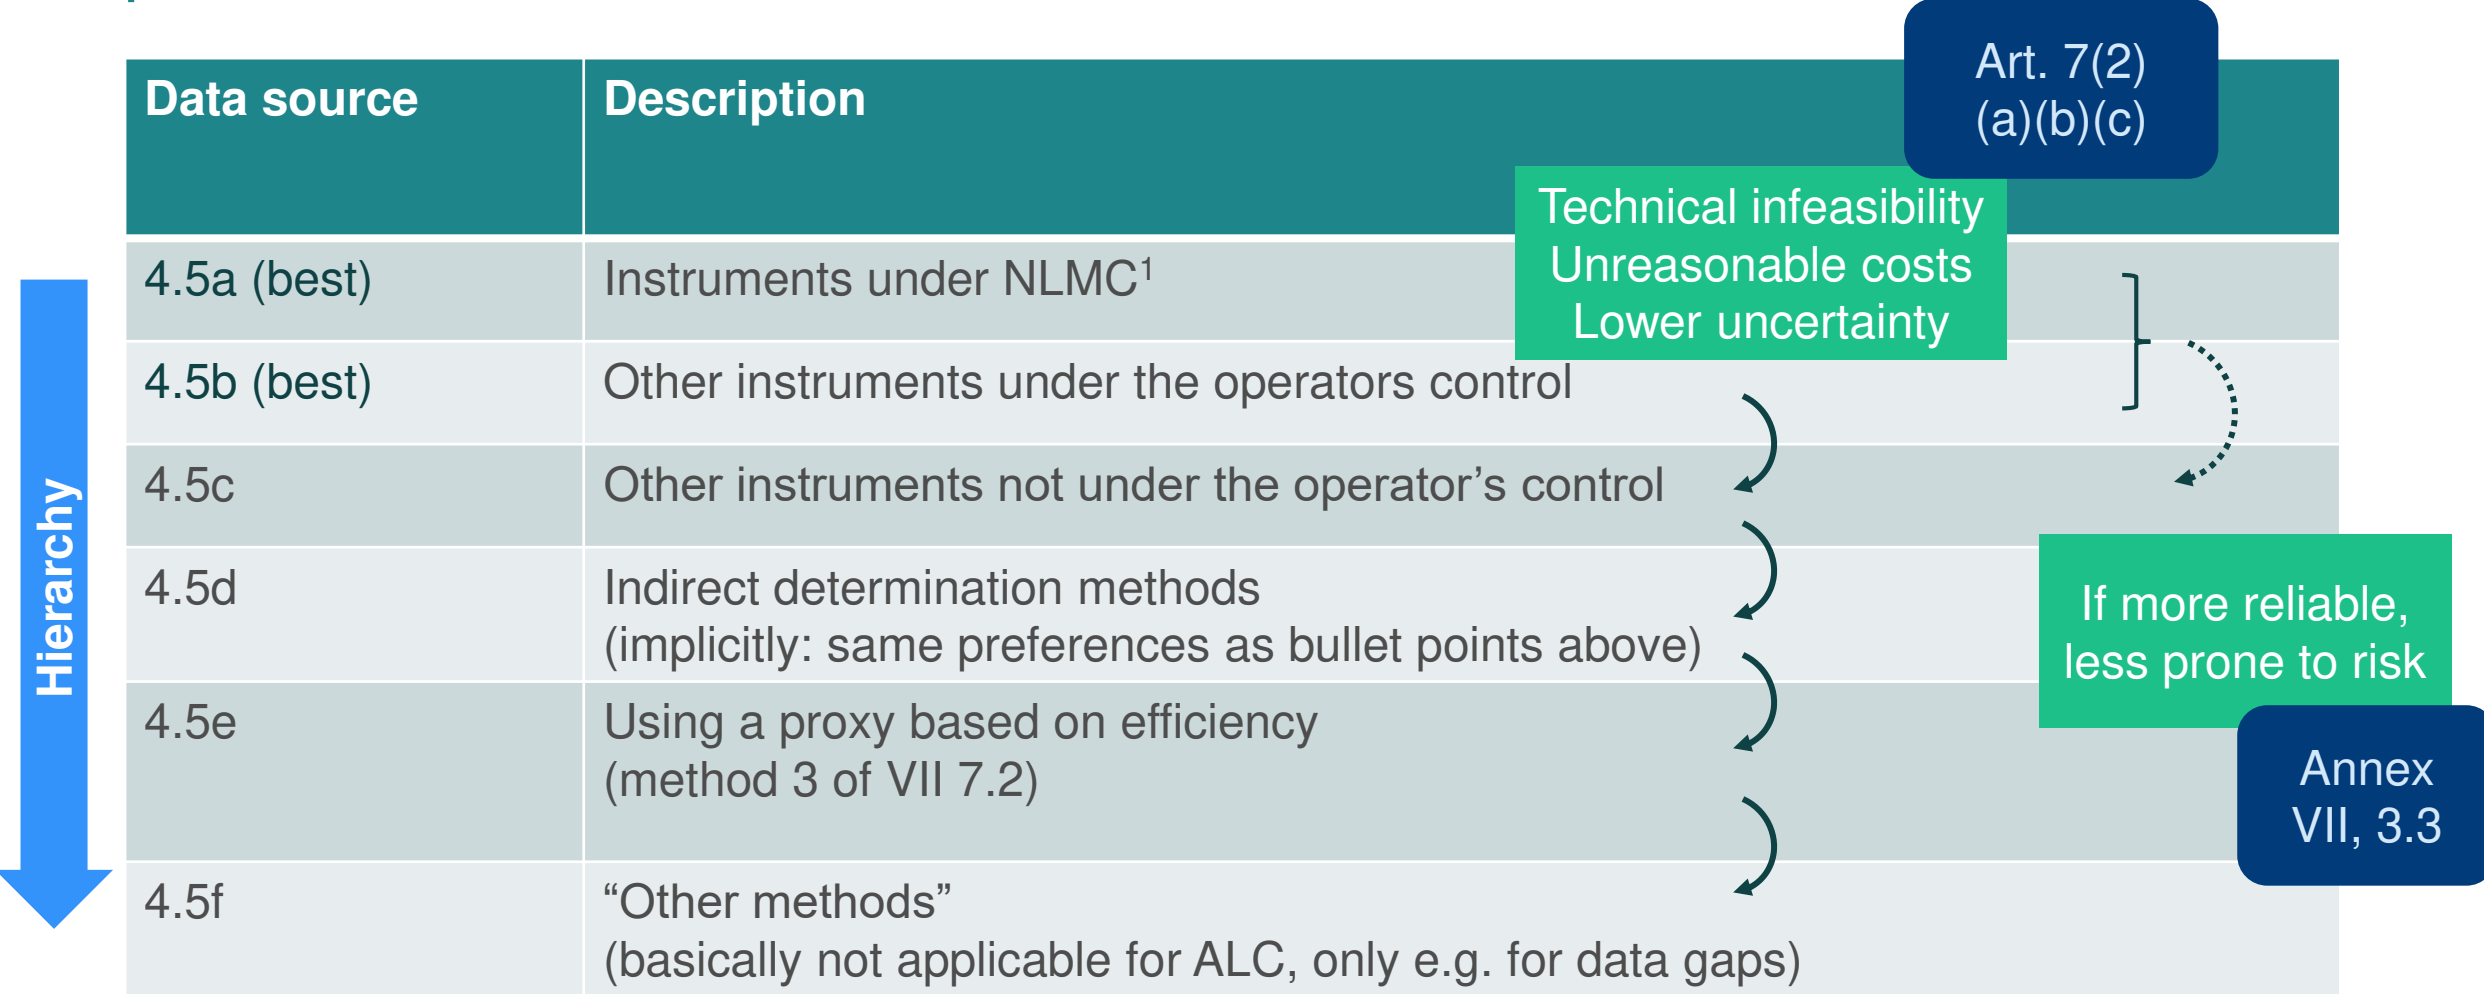 Art. 7(2)
(a)(b)(c)
Data source
Description
Technical infeasibility
Unreasonable costs
Lower uncertainty
4.5a (best)
Instruments under NLMC¹
4.5b (best)
Other instruments under the operators control
4.5c
Other instruments not under the operator’s control
4.5d
Indirect determination methods
(implicitly: same preferences as bullet points above)
If more reliable,
less prone to risk
4.5e
Using a proxy based on efficiency
(method 3 of VII 7.2)
Annex
VII, 3.3
4.5f
“Other methods”
(basically not applicable for ALC, only e.g. for data gaps)
Hierarchy